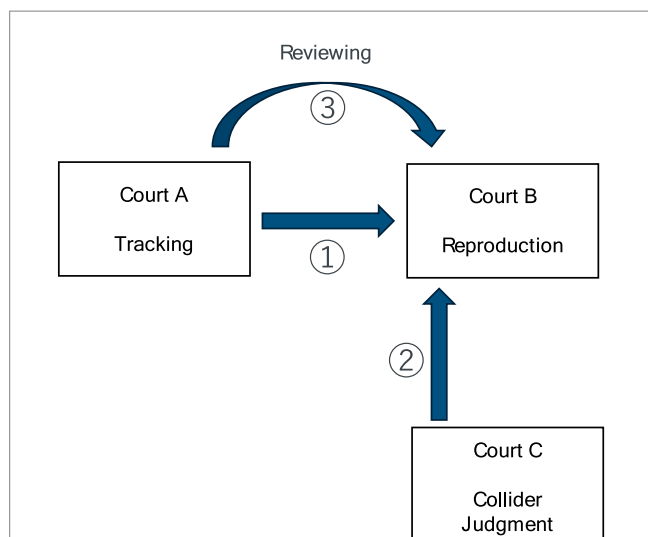 Reviewing
③
Court A
Tracking
①
Court B
Reproduction
②
Court C
Collider
Judgment